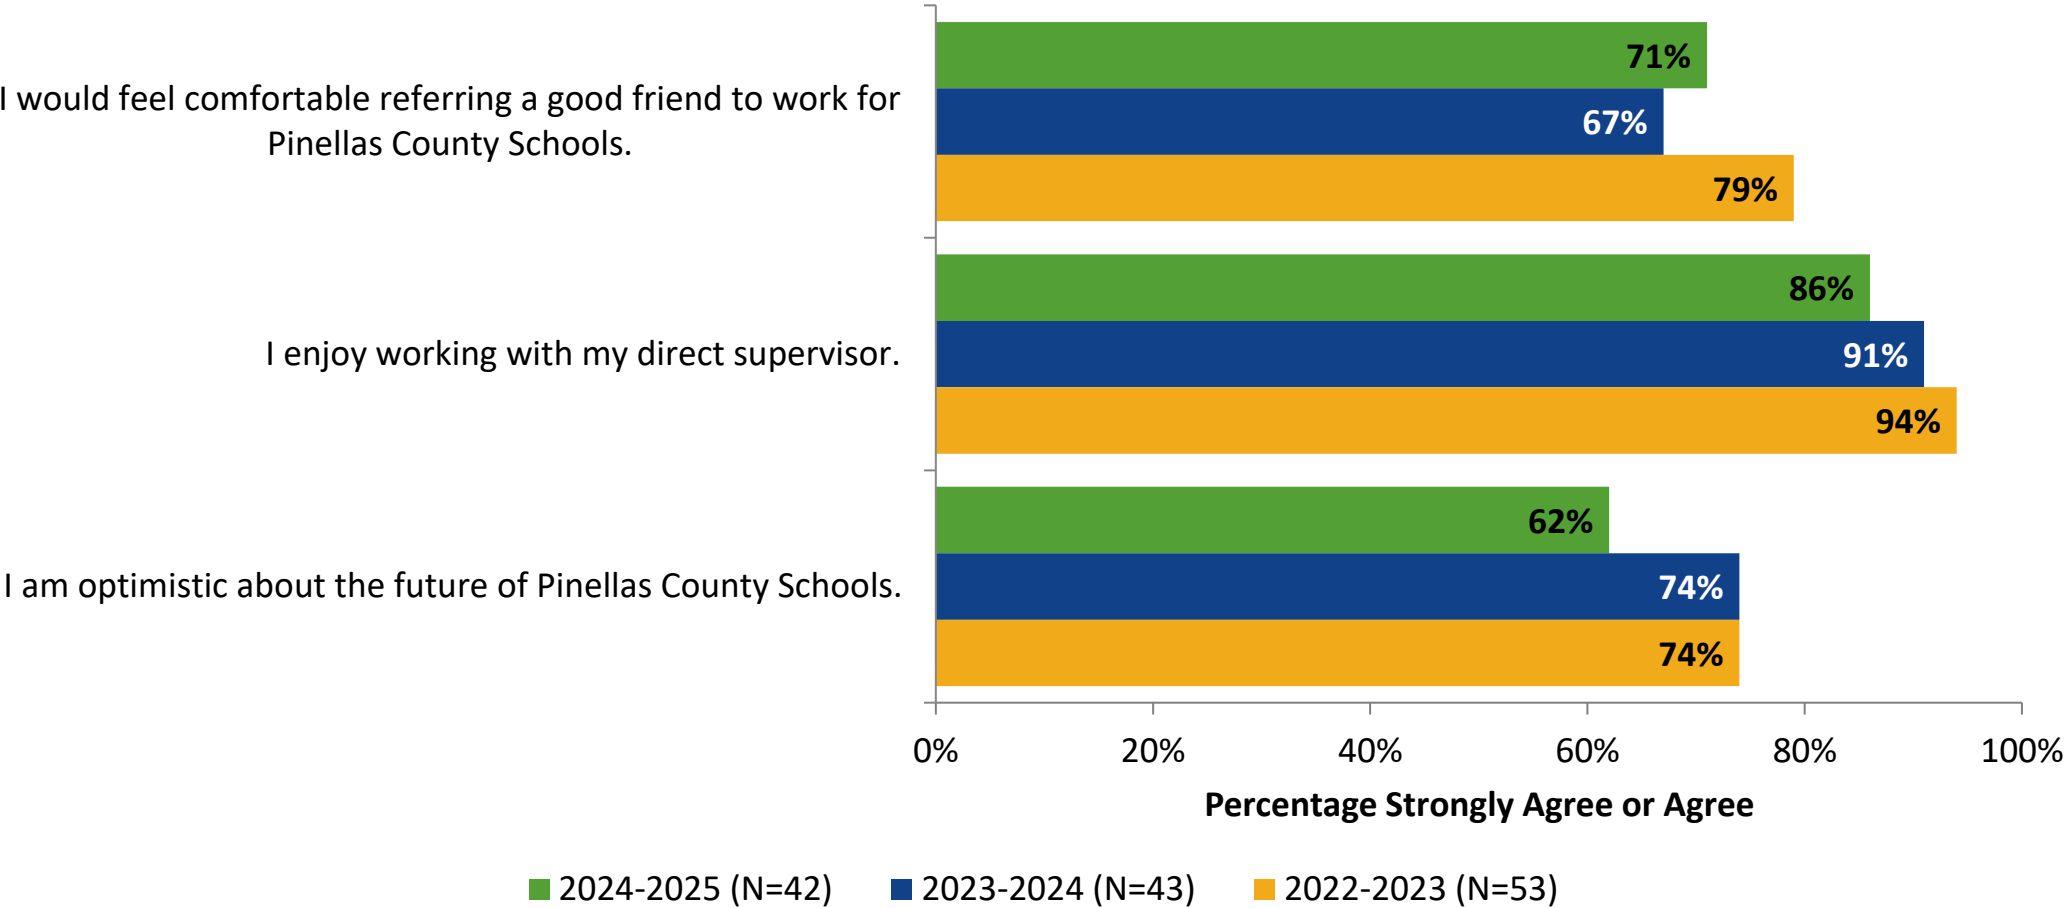 71%
I would feel comfortable referring a good friend to work for
Pinellas County Schools.
67%
79%
86%
I enjoy working with my direct supervisor.
91%
94%
62%
I am optimistic about the future of Pinellas County Schools.
74%
74%
0% 20% 40% 60% 80% 100%
Percentage Strongly Agree or Agree
2024-2025 (N=42) 2023-2024 (N=43) 2022-2023 (N=53)